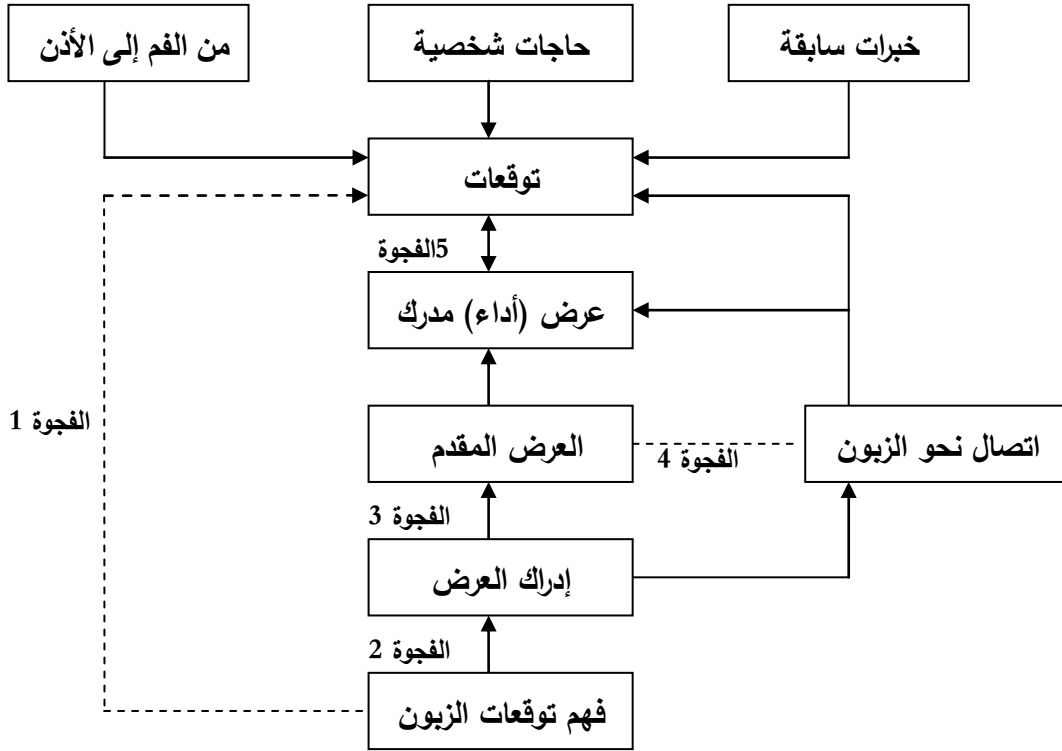 خبرات سابقة
حاجات شخصية
من الفم إلى الأذن
توقعات
الفجوة5
عرض (أداء) مدرك
الفجوة 1
اتصال نحو الزبون
الفجوة 4
العرض المقدم
الفجوة 3
إدراك العرض
الفجوة 2
فهم توقعات الزبون